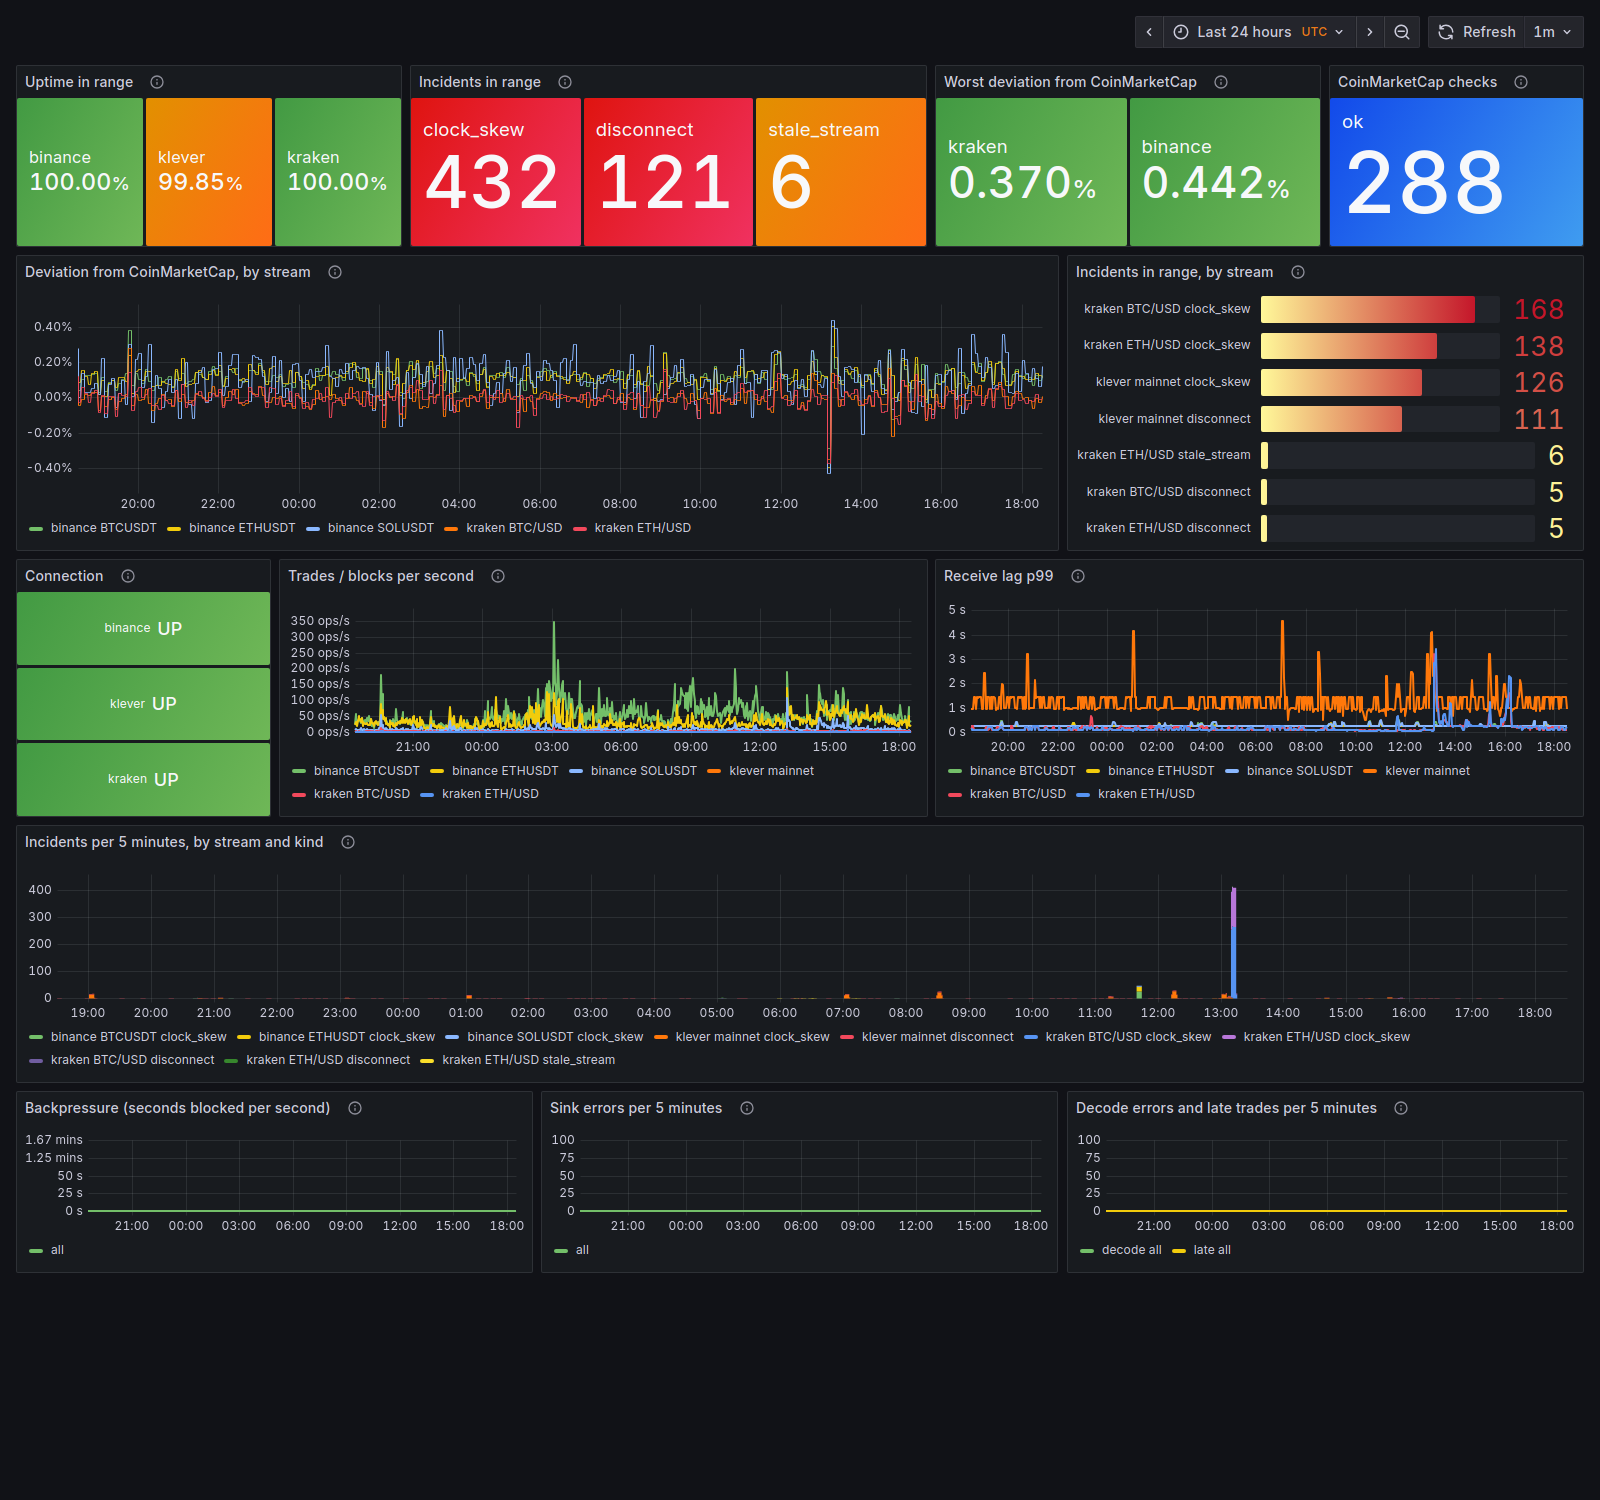 Last 24 hours UTC
Refresh 1m
Uptime in range
Incidents in range
Worst deviation from CoinMarketCap
CoinMarketCap checks
binance
100.00%
klever
99.85%
kraken
100.00%
clock_skew
432
disconnect
121
stale_stream
6
kraken
0.370%
binance
0.442%
ok
288
Deviation from CoinMarketCap, by stream
0.40%
0.20%
0.00%
-0.20%
-0.40%
20:00 22:00 00:00 02:00 04:00 06:00 08:00 10:00 12:00 14:00 16:00 18:00
binance BTCUSDT binance ETHUSDT binance SOLUSDT kraken BTC/USD kraken ETH/USD
Incidents in range, by stream
kraken BTC/USD clock_skew 168
kraken ETH/USD clock_skew 138
klever mainnet clock_skew 126
klever mainnet disconnect 111
kraken ETH/USD stale_stream 6
kraken BTC/USD disconnect 5
kraken ETH/USD disconnect 5
Connection
binance UP
klever UP
kraken UP
Trades / blocks per second
350 ops/s
300 ops/s
250 ops/s
200 ops/s
150 ops/s
100 ops/s
50 ops/s
0 ops/s
21:00 00:00 03:00 06:00 09:00 12:00 15:00 18:00
binance BTCUSDT binance ETHUSDT binance SOLUSDT klever mainnet
kraken BTC/USD kraken ETH/USD
Receive lag p99
5 s
4 s
3 s
2 s
1 s
0 s
20:00 22:00 00:00 02:00 04:00 06:00 08:00 10:00 12:00 14:00 16:00 18:00
binance BTCUSDT binance ETHUSDT binance SOLUSDT klever mainnet
kraken BTC/USD kraken ETH/USD
Incidents per 5 minutes, by stream and kind
400
300
200
100
0
19:00 20:00 21:00 22:00 23:00 00:00 01:00 02:00 03:00 04:00 05:00 06:00 07:00 08:00 09:00 10:00 11:00 12:00 13:00 14:00 15:00 16:00 17:00 18:00
binance BTCUSDT clock_skew binance ETHUSDT clock_skew binance SOLUSDT clock_skew klever mainnet clock_skew klever mainnet disconnect kraken BTC/USD clock_skew kraken ETH/USD clock_skew
kraken BTC/USD disconnect kraken ETH/USD disconnect kraken ETH/USD stale_stream
Backpressure (seconds blocked per second)
1.67 mins
1.25 mins
50 s
25 s
0 s
21:00 00:00 03:00 06:00 09:00 12:00 15:00 18:00
all
Sink errors per 5 minutes
100
75
50
25
0
21:00 00:00 03:00 06:00 09:00 12:00 15:00 18:00
all
Decode errors and late trades per 5 minutes
100
75
50
25
0
21:00 00:00 03:00 06:00 09:00 12:00 15:00 18:00
decode all late all